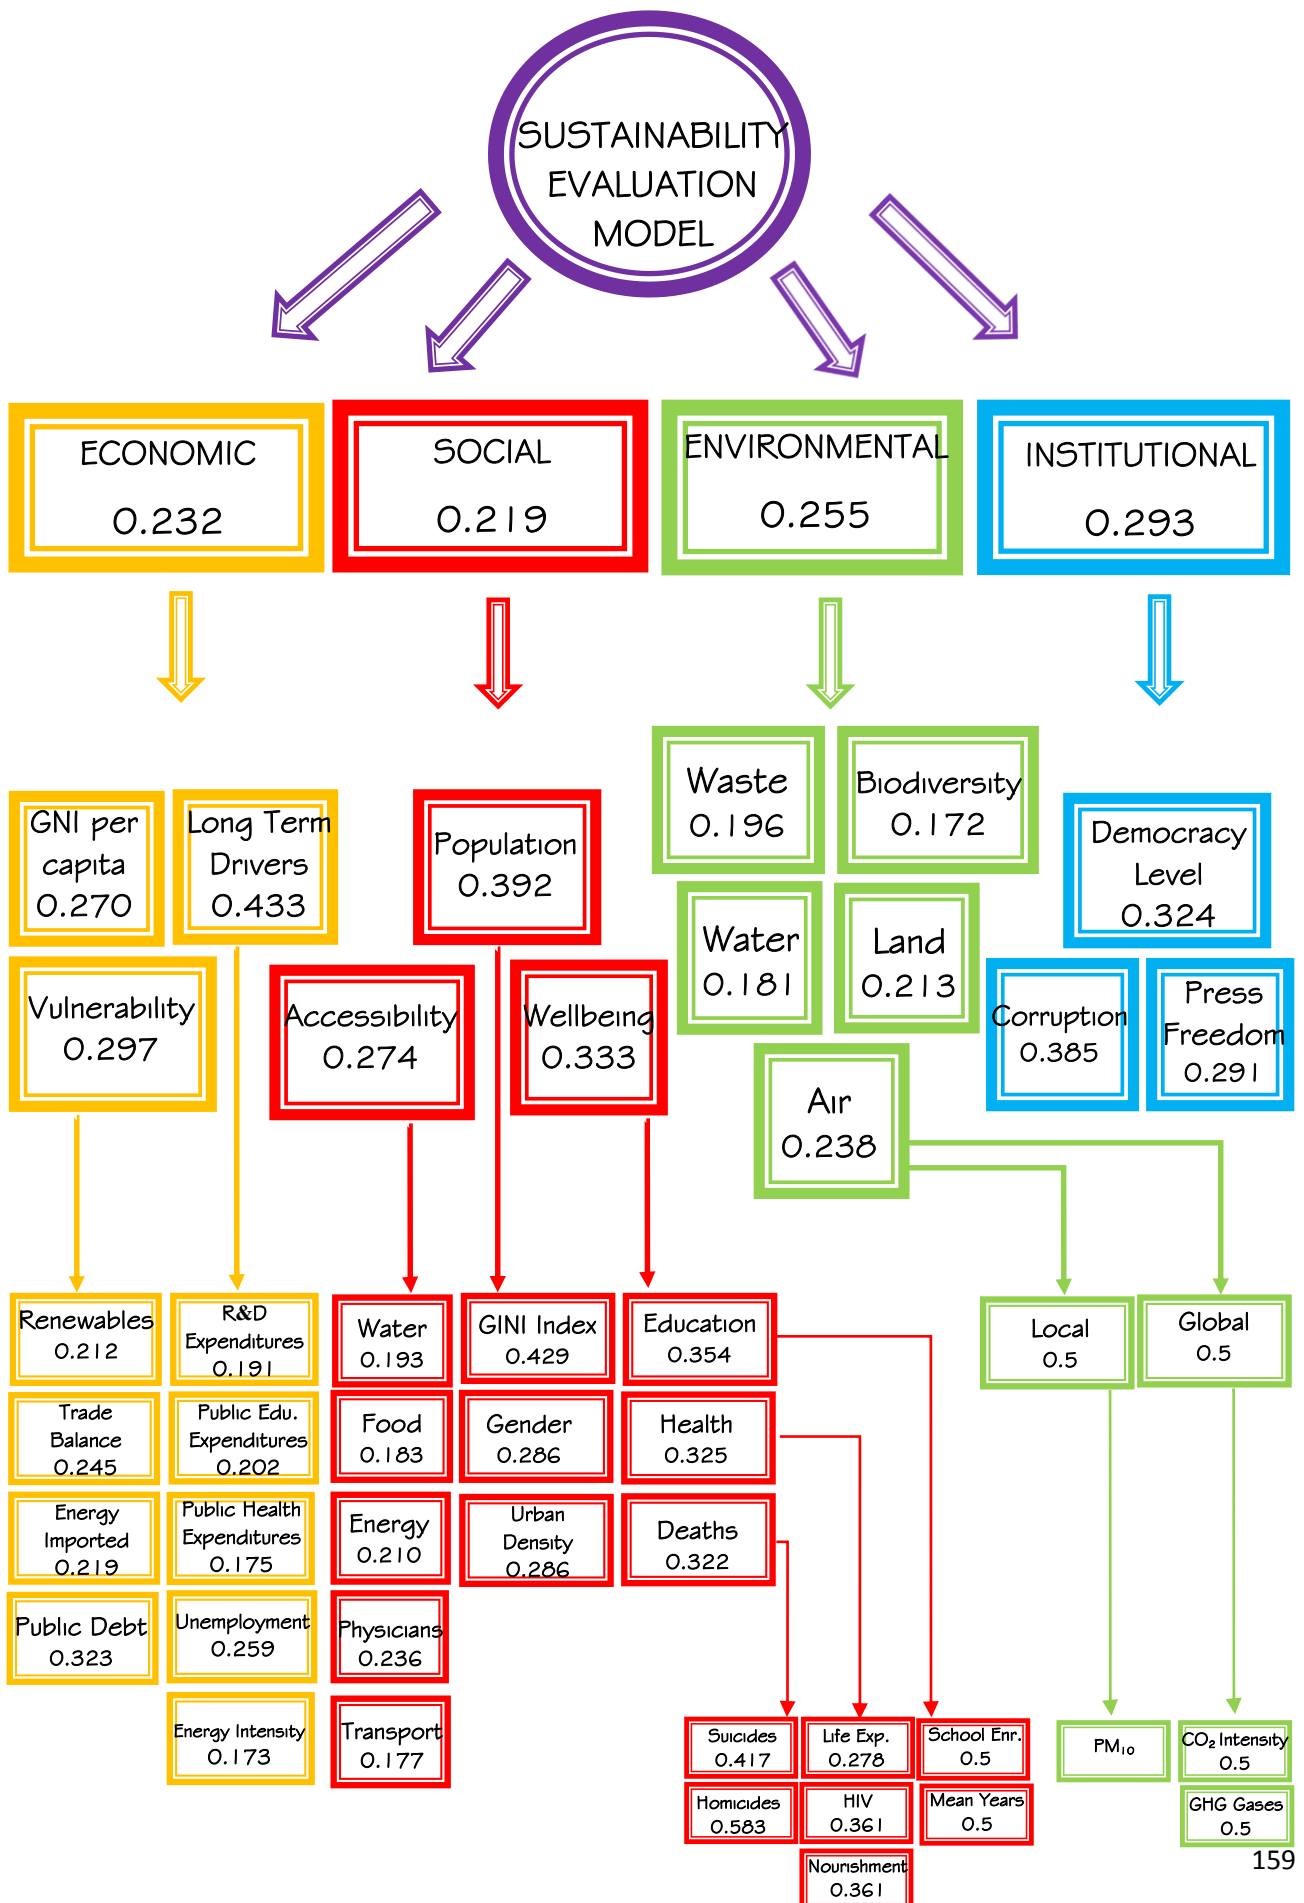 SUSTAINABILITY
EVALUATION
MODEL
ECONOMIC
0.232
SOCIAL
0.219
ENVIRONMENTAL
0.255
INSTITUTIONAL
0.293
GNI per
capita
0.270
Long Term
Drivers
0.433
Vulnerability
0.297
Population
0.392
Accessibility
0.274
Wellbeing
0.333
Waste
0.196
Biodiversity
0.172
Water
0.181
Land
0.213
Air
0.238
Democracy
Level
0.324
Corruption
0.385
Press
Freedom
0.291
Renewables
0.212
Trade
Balance
0.245
Energy
Imported
0.219
Public Debt
0.323
R&D
Expenditures
0.191
Public Edu.
Expenditures
0.202
Public Health
Expenditures
0.175
Unemployment
0.259
Energy Intensity
0.173
Water
0.193
Food
0.183
Energy
0.210
Physicians
0.236
Transport
0.177
GINI Index
0.429
Gender
0.286
Urban
Density
0.286
Education
0.354
Health
0.325
Deaths
0.322
Local
0.5
Global
0.5
Suicides
0.417
Homicides
0.583
Life Exp.
0.278
HIV
0.361
Nourishment
0.361
School Enr.
0.5
Mean Years
0.5
PM₁₀
CO₂ Intensity
0.5
GHG Gases
0.5
159